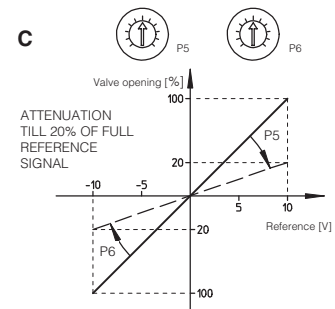 C
P5
P6
Valve opening [%]
100
ATTENUATION
TILL 20% OF FULL
REFERENCE
SIGNAL
P5
20
-10
-5
5
10
Reference [V]
20
P6
100